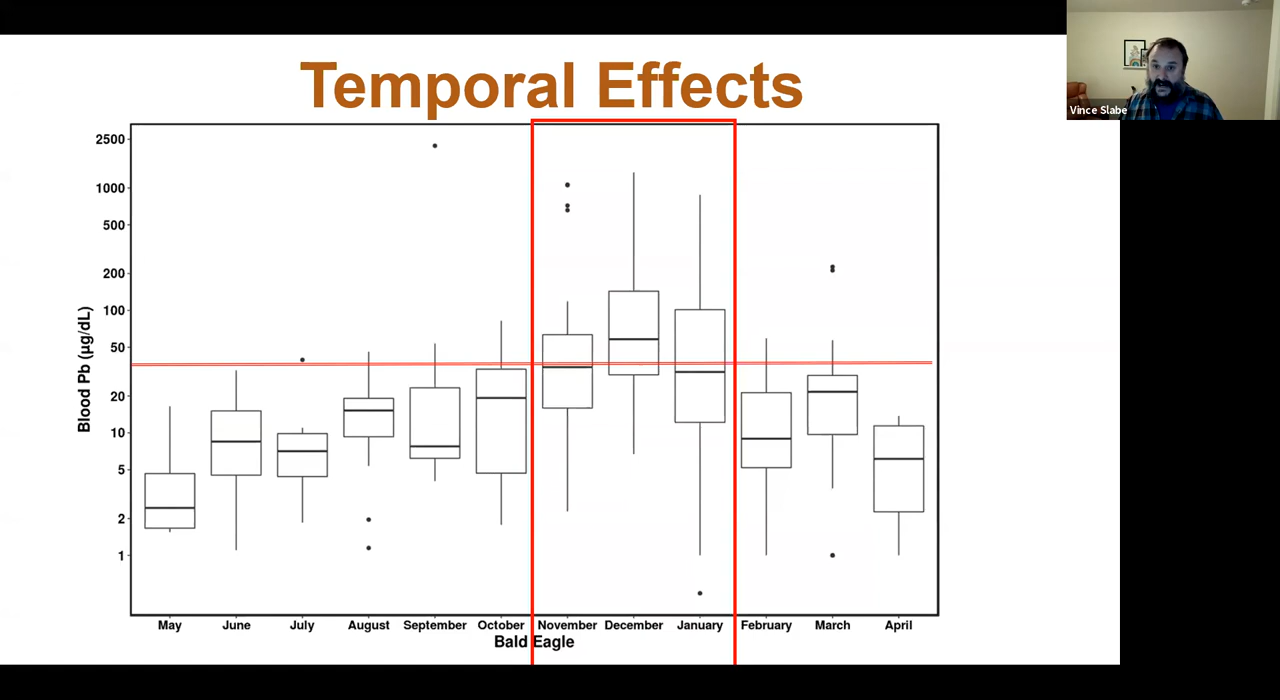 Temporal Effects
Vince Slabe
2500
1000
500
200
100
50
20
10
5
2
1
Blood Pb (µg/dL)
May June July August September October November December January February March April
Bald Eagle